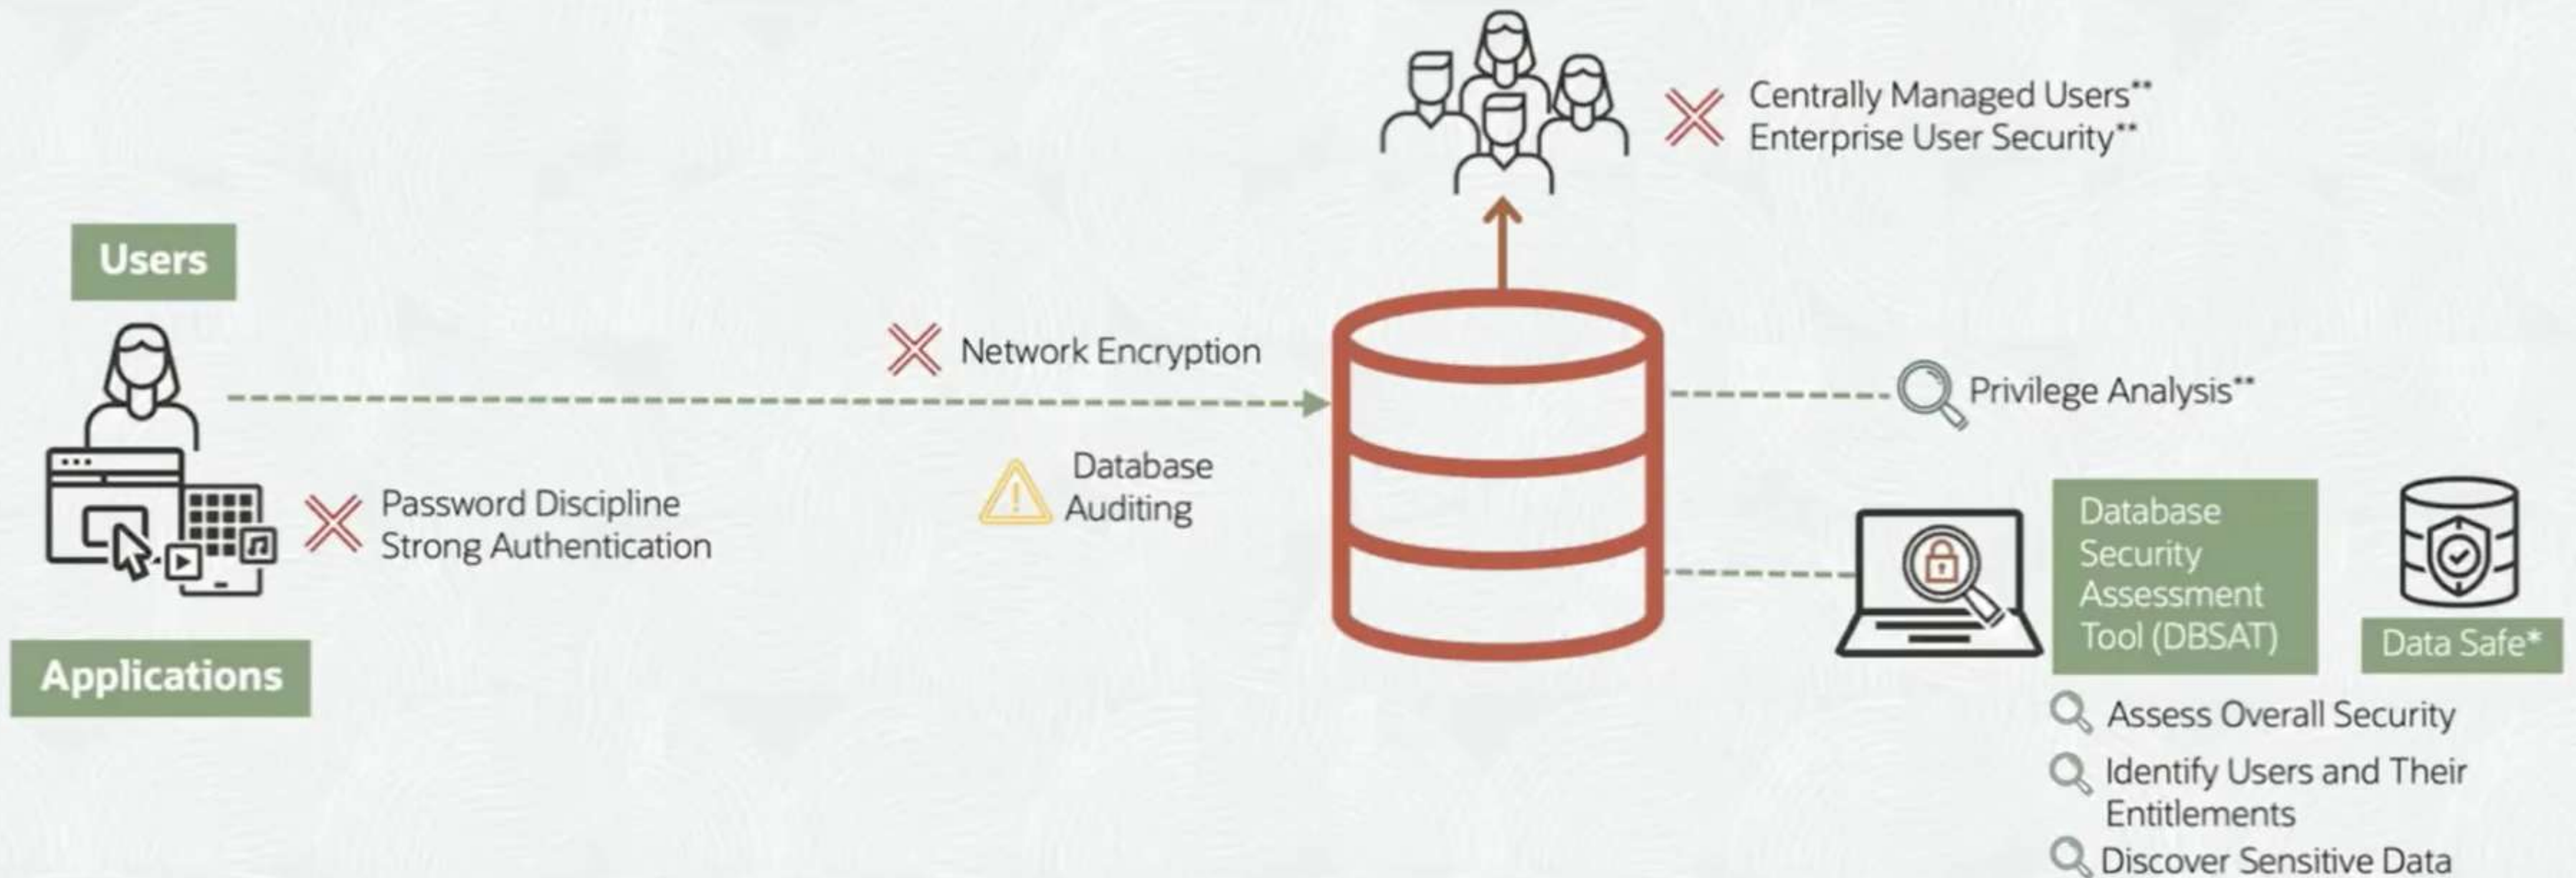 Centrally Managed Users**
Enterprise User Security**
Users
Network Encryption
Privilege Analysis**
Database
Auditing
Password Discipline
Strong Authentication
Database
Security
Assessment
Tool (DBSAT)
Data Safe*
Applications
Assess Overall Security
Identify Users and Their
Entitlements
Discover Sensitive Data